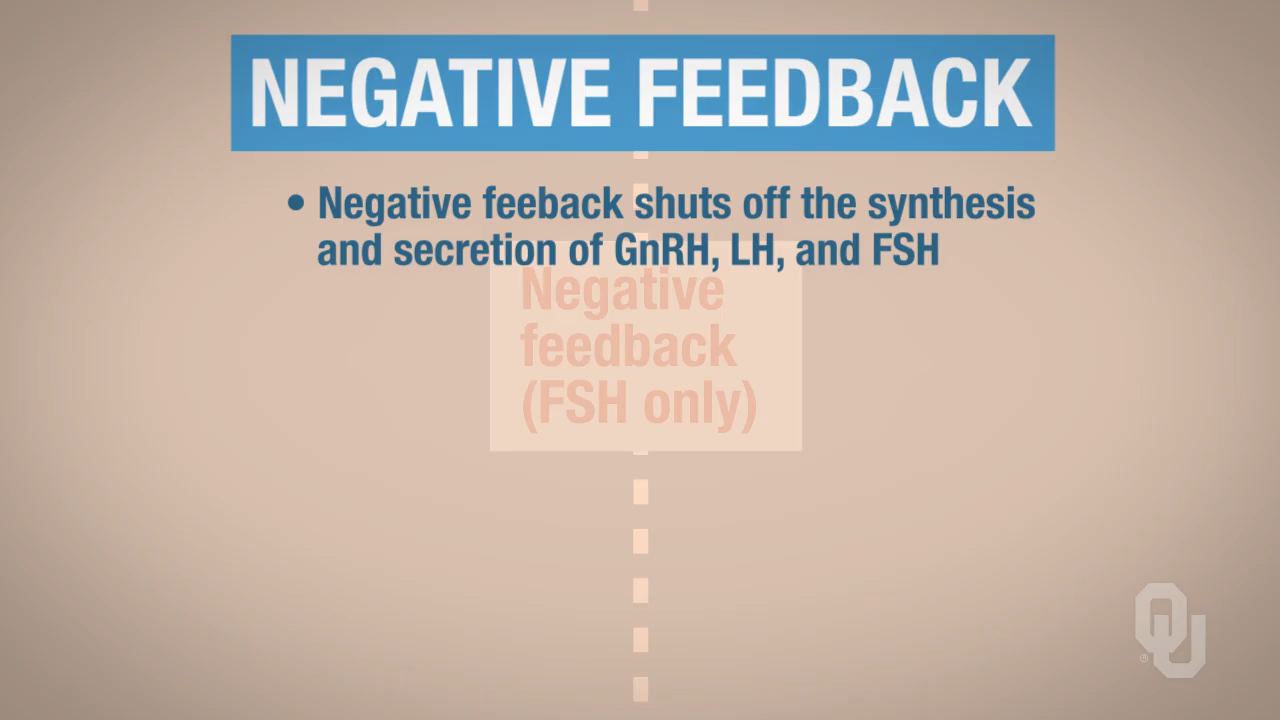 NEGATIVE FEEDBACK
• Negative feeback shuts off the synthesis
and secretion of GnRH, LH, and FSH
Negative
feedback
(FSH only)
OU
®